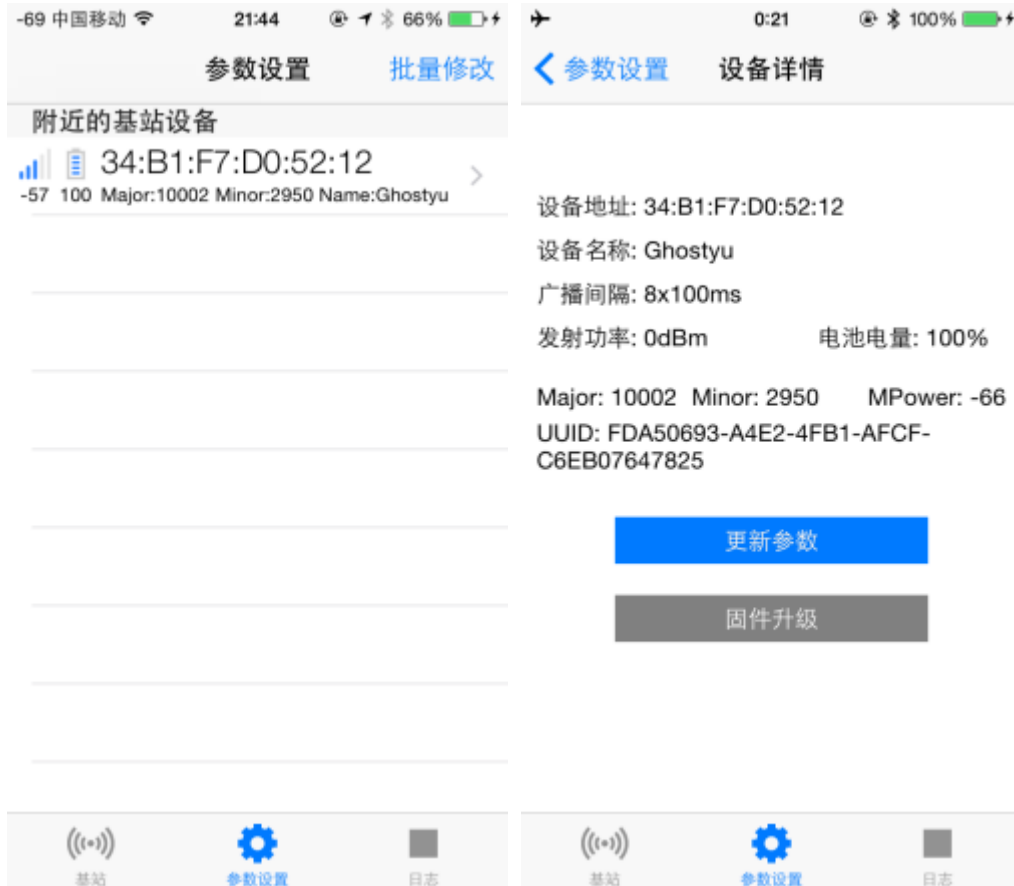 -69 中国移动 21:44 66%
参数设置 批量修改
附近的基站设备
34:B1:F7:D0:52:12
-57 100 Major:10002 Minor:2950 Name:Ghostyu
基站 参数设置 日志
0:21 100%
参数设置 设备详情
设备地址: 34:B1:F7:D0:52:12
设备名称: Ghostyu
广播间隔: 8x100ms
发射功率: 0dBm 电池电量: 100%
Major: 10002 Minor: 2950 MPower: -66
UUID: FDA50693-A4E2-4FB1-AFCF-
C6EB07647825
更新参数
固件升级
基站 参数设置 日志